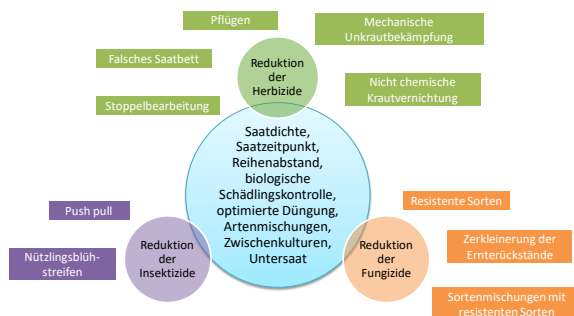 Pflügen
Mechanische
Unkrautbekämpfung
Falsches Saatbett
Reduktion
der
Herbizide
Nicht chemische
Krautvernichtung
Stoppelbearbeitung
Saatdichte,
Saatzeitpunkt,
Reihenabstand,
biologische
Schädlingskontrolle,
optimierte Düngung,
Artenmischungen,
Zwischenkulturen,
Untersaat
Push pull
Nützlingsblüh-
streifen
Reduktion
der
Insektizide
Reduktion
der
Fungizide
Resistente Sorten
Zerkleinerung der
Ernterückstände
Sortenmischungen mit
resistenten Sorten